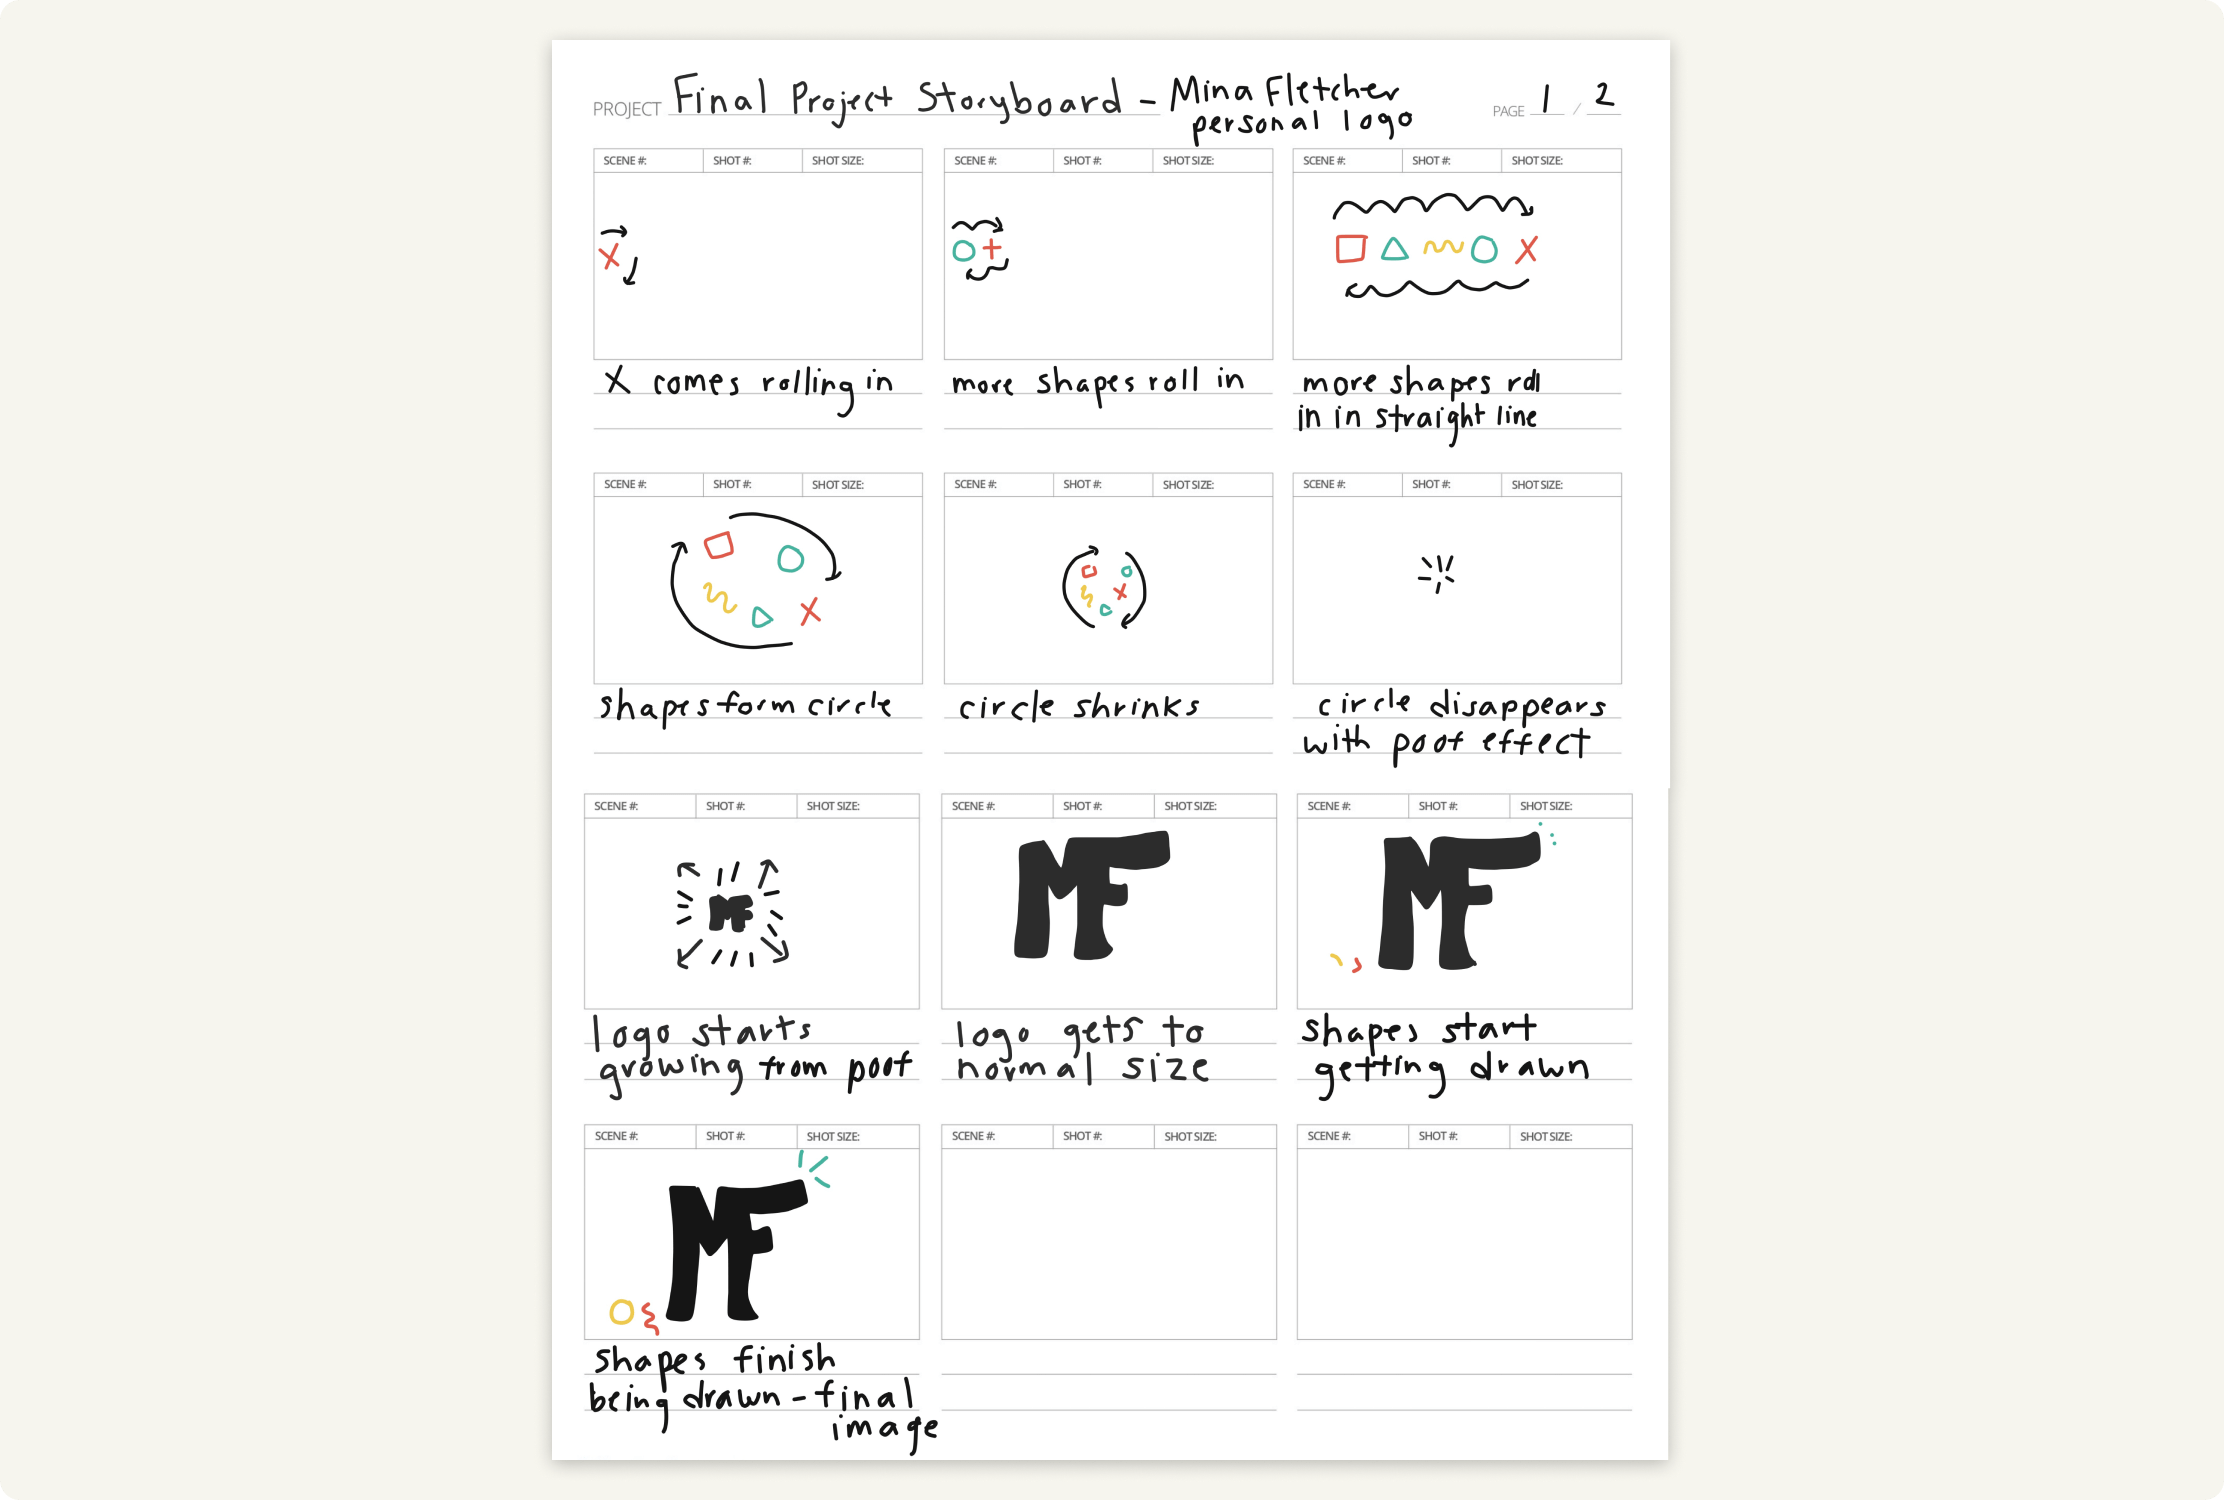 PROJECT Final Project Storyboard - Mina Fletcher
personal logo
PAGE 1 / 2
SCENE #: SHOT #: SHOT SIZE:
SCENE #: SHOT #: SHOT SIZE:
SCENE #: SHOT #: SHOT SIZE:
X comes rolling in
more shapes roll in
more shapes roll
in in straight line
SCENE #: SHOT #: SHOT SIZE:
SCENE #: SHOT #: SHOT SIZE:
SCENE #: SHOT #: SHOT SIZE:
shapes form circle
circle shrinks
circle disappears
with poof effect
SCENE #: SHOT #: SHOT SIZE:
SCENE #: SHOT #: SHOT SIZE:
SCENE #: SHOT #: SHOT SIZE:
MF
MF
MF
logo starts
growing from poof
logo gets to
normal size
shapes start
getting drawn
SCENE #: SHOT #: SHOT SIZE:
SCENE #: SHOT #: SHOT SIZE:
SCENE #: SHOT #: SHOT SIZE:
MF
shapes finish
being drawn - final
image